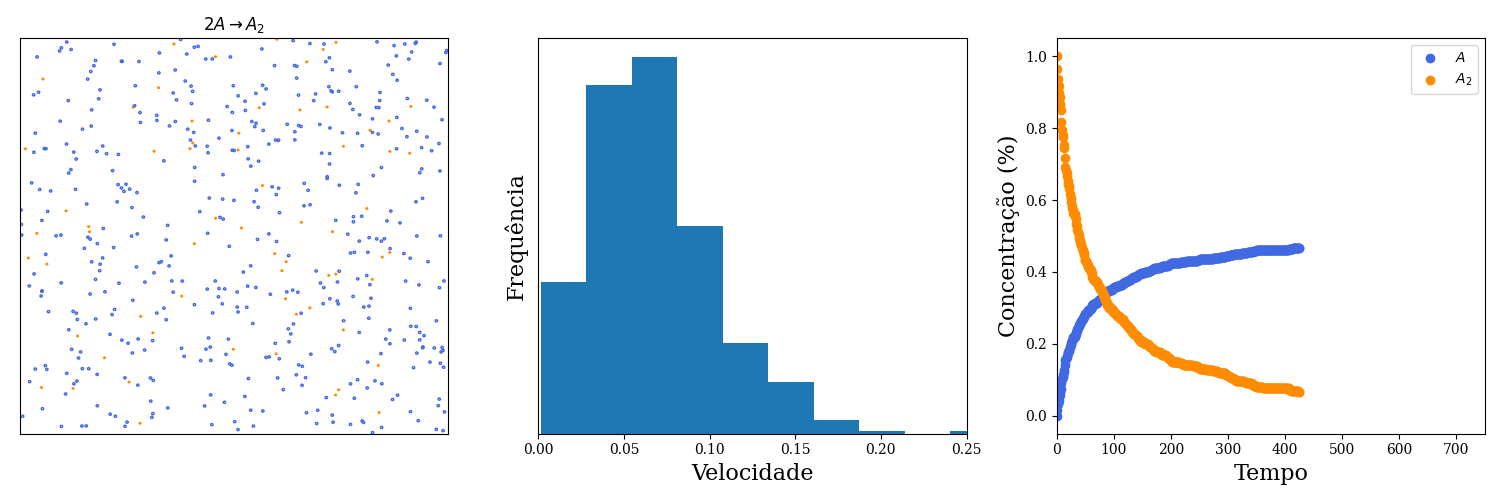 2A → A₂
Frequência
0.00 0.05 0.10 0.15 0.20 0.25
Velocidade
Concentração (%)
1.0
0.8
0.6
0.4
0.2
0.0
A
A₂
0 100 200 300 400 500 600 700
Tempo